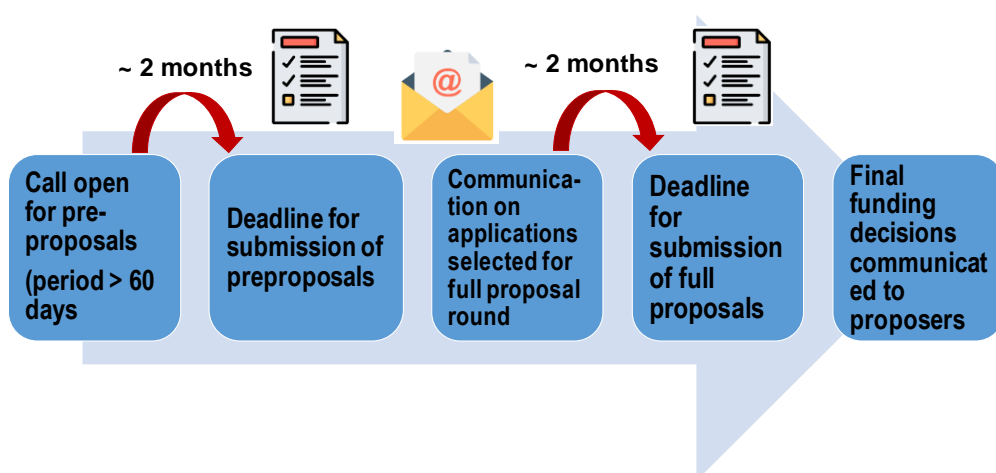 ~ 2 months
@
~ 2 months
Call open
for pre-
proposals
(period > 60
days
Deadline for
submission of
preproposals
Communica-
tion on
applications
selected for
full proposal
round
Deadline
for
submission
of full
proposals
Final
funding
decisions
communicat
ed to
proposers